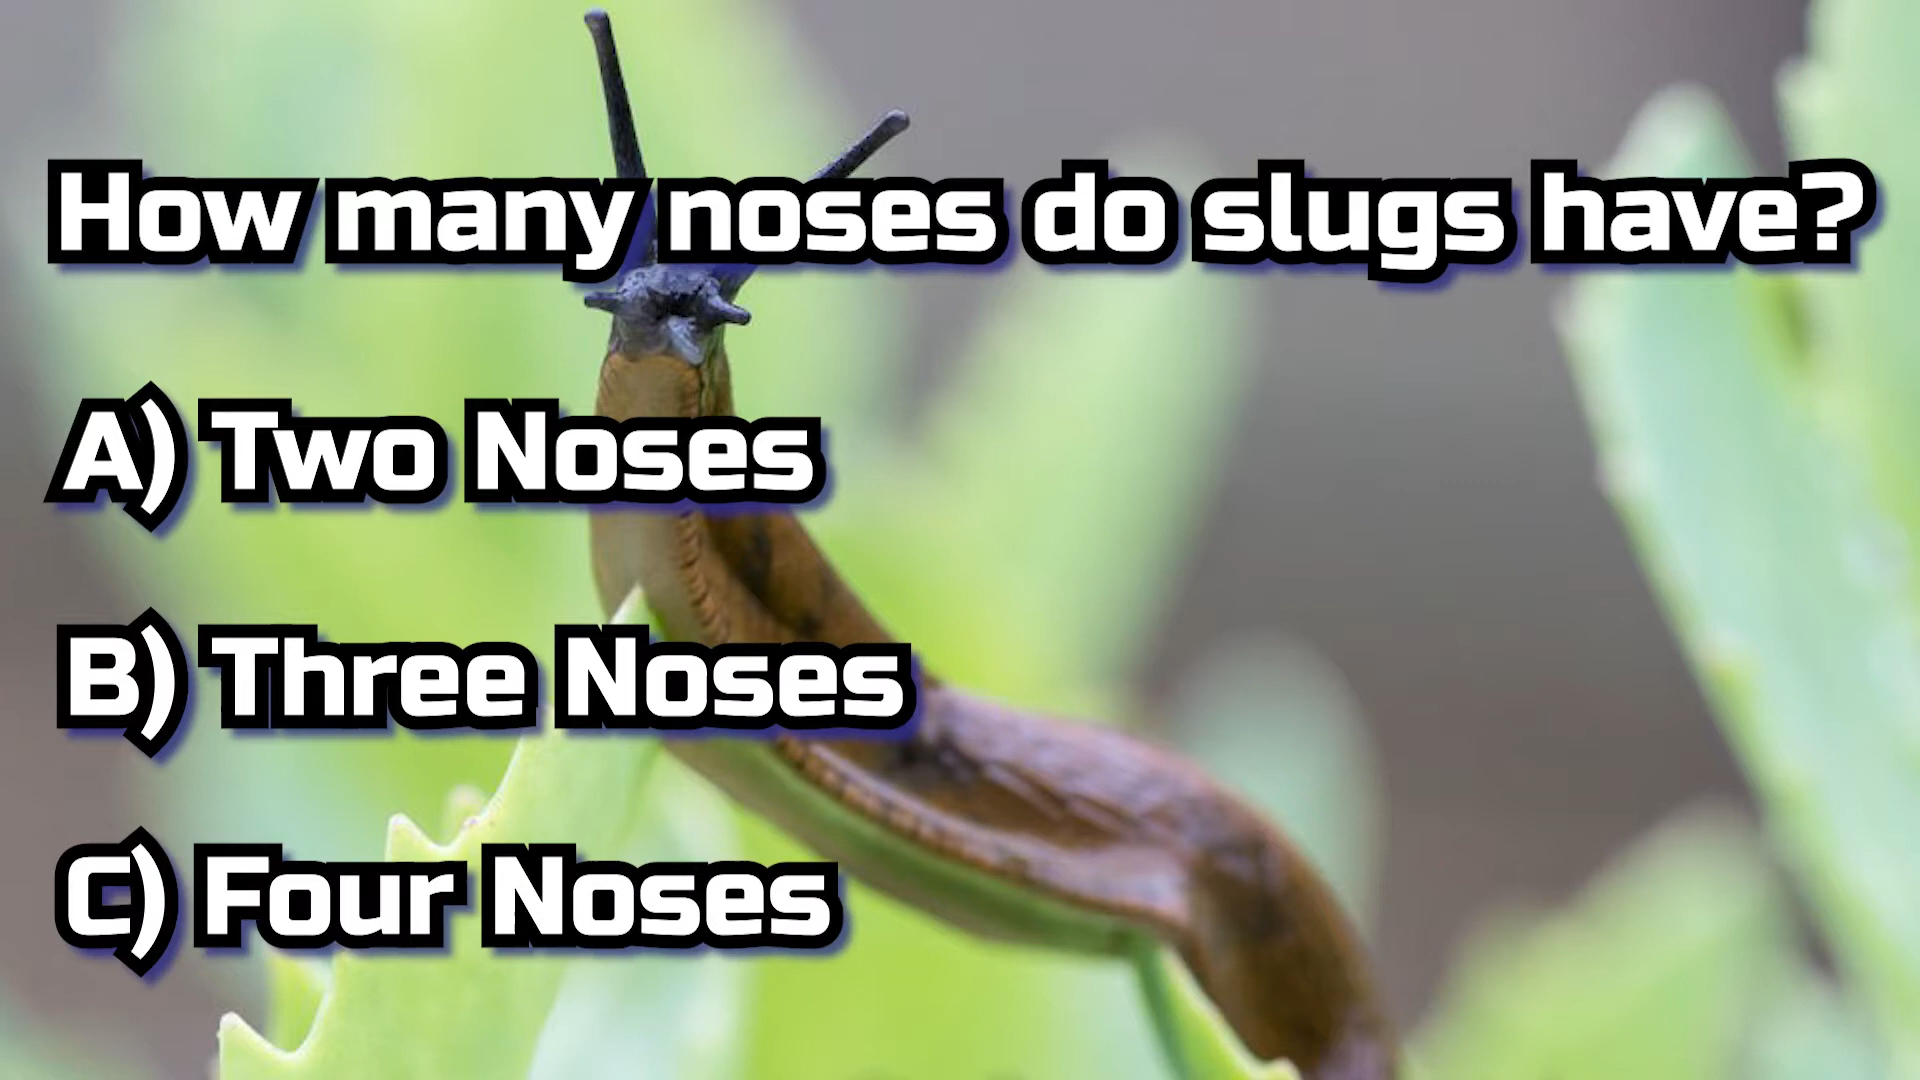 How many noses do slugs have?
A) Two Noses
B) Three Noses
C) Four Noses